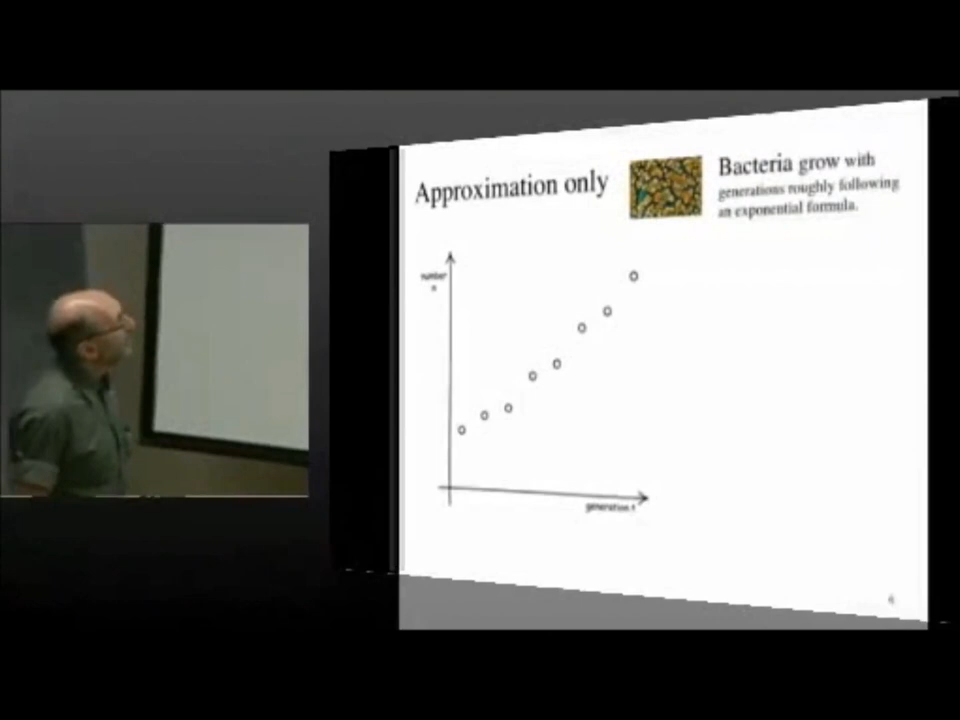 Approximation only
Bacteria grow with
generations roughly following
an exponential formula.
number
n
generation t